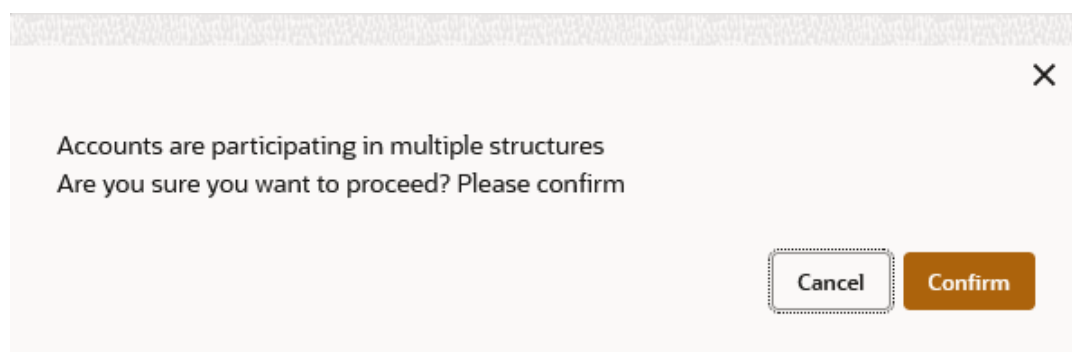 Accounts are participating in multiple structures
Are you sure you want to proceed? Please confirm
Cancel
Confirm